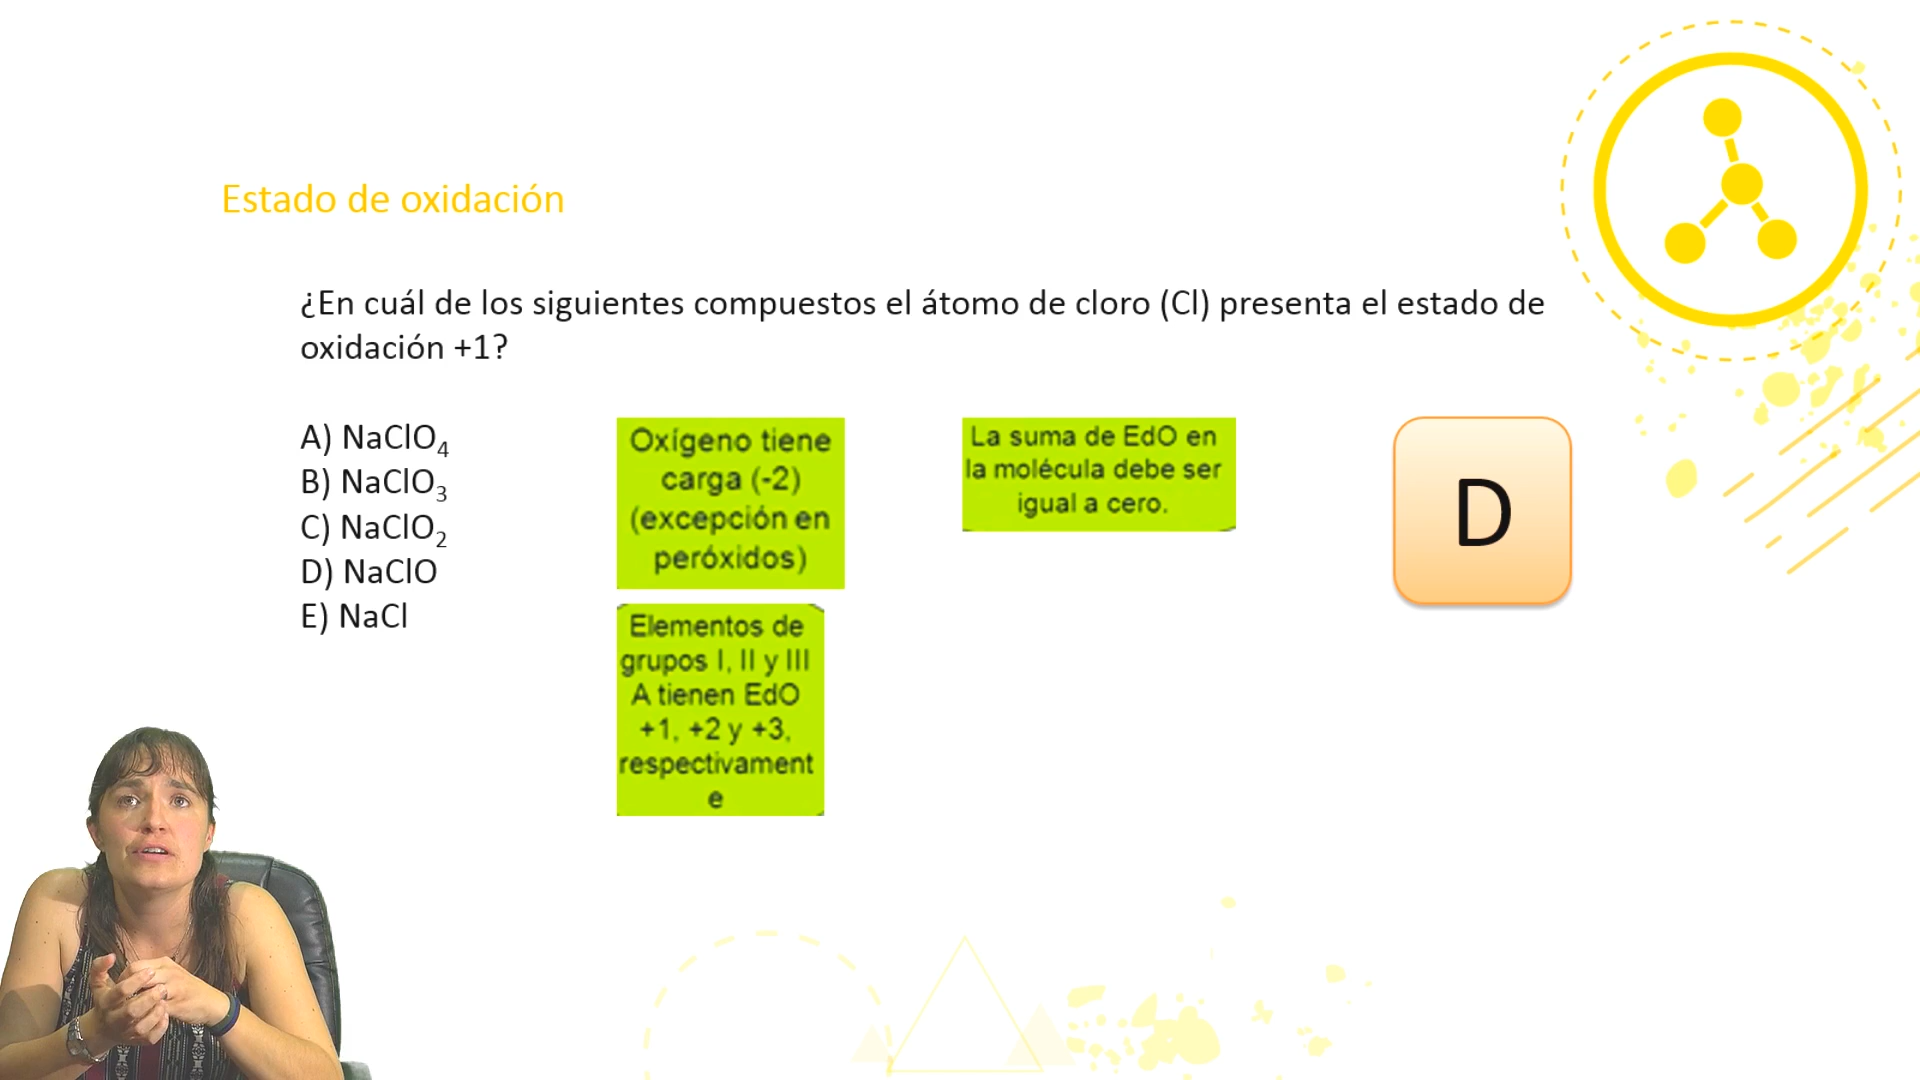 Estado de oxidación
¿En cuál de los siguientes compuestos el átomo de cloro (Cl) presenta el estado de
oxidación +1?
A) NaClO₄
B) NaClO₃
C) NaClO₂
D) NaClO
E) NaCl
Oxígeno tiene
carga (-2)
(excepción en
peróxidos)
Elementos de
grupos I, II y III
A tienen EdO
+1, +2 y +3,
respectivament
e
La suma de EdO en
la molécula debe ser
igual a cero.
D